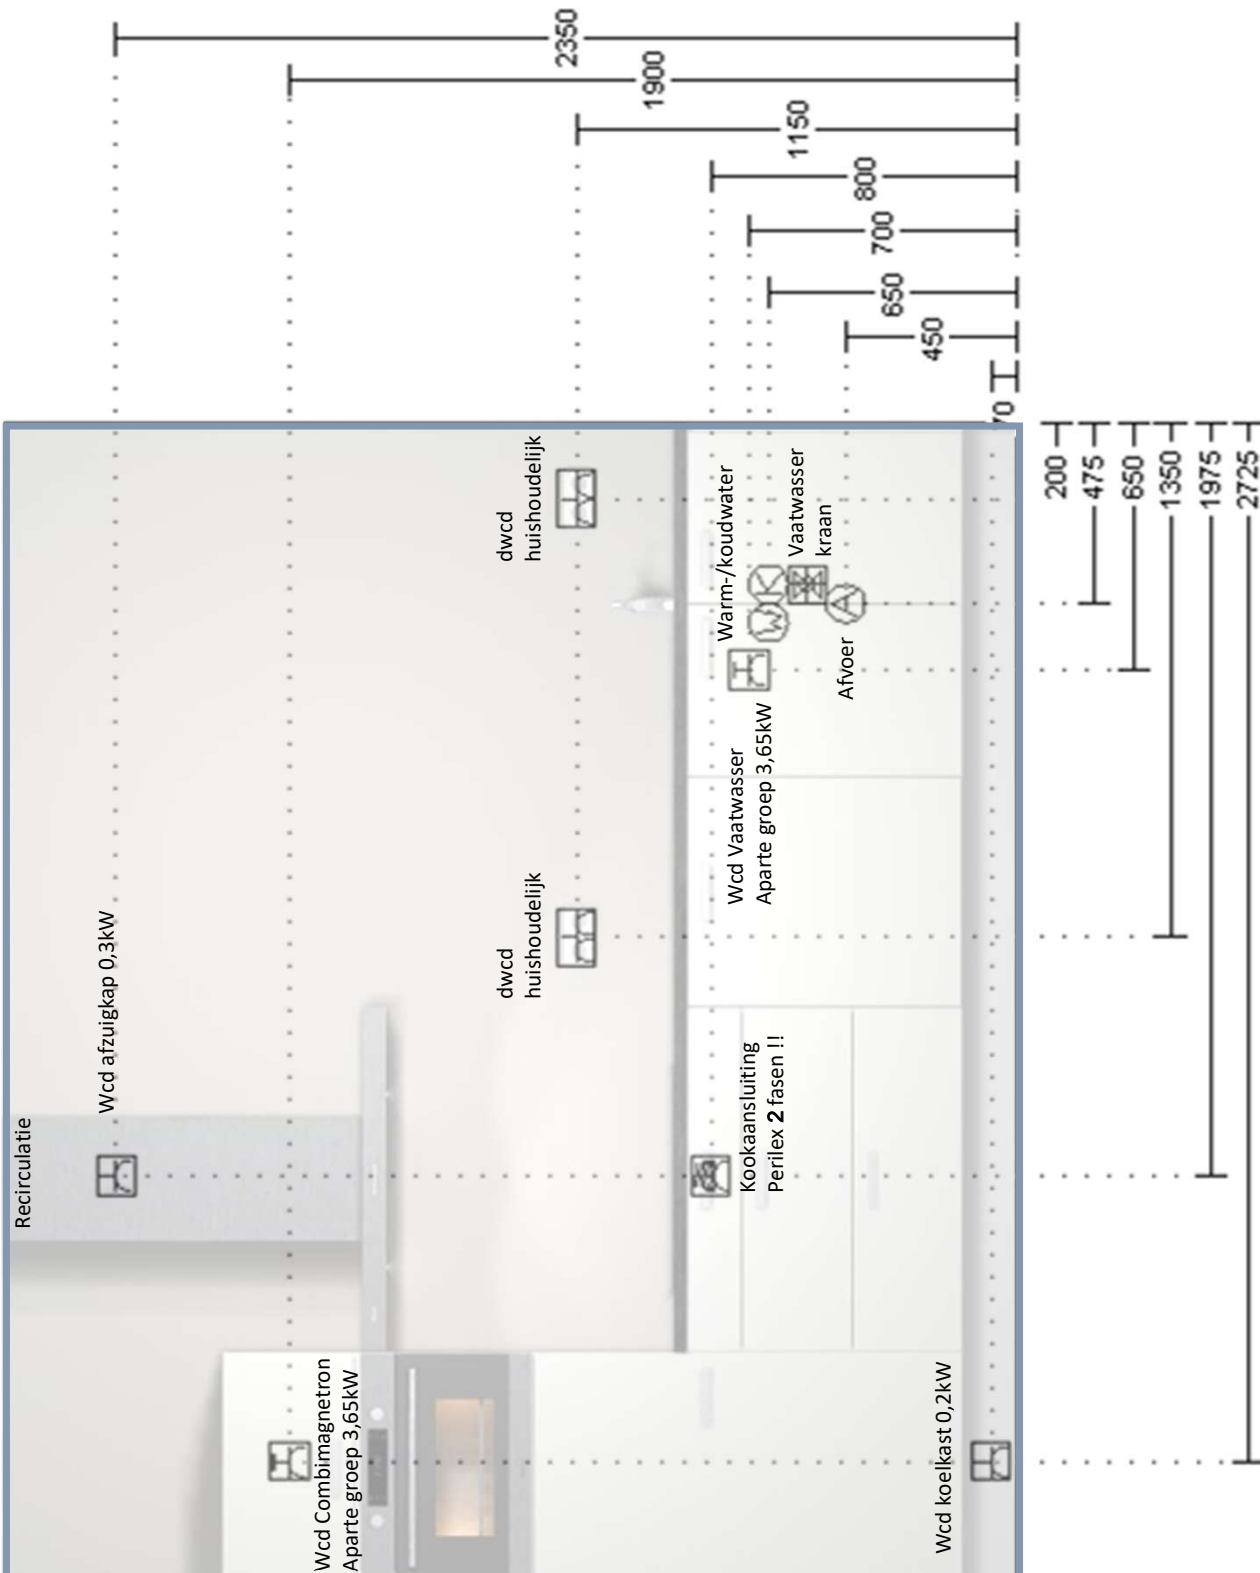 Recirculatie
Wcd afzuigkap 0,3kW
Wcd Combimagnetron
Aparte groep 3,65kW
dwcd
huishoudelijk
dwcd
huishoudelijk
Kookaansluiting
Perilex 2 fasen !!
Wcd Vaatwasser
Aparte groep 3,65kW
Warm-/koudwater
W
K
Vaatwasser
kraan
A
Afvoer
Wcd koelkast 0,2kW
2350
1900
1150
800
700
650
450
70
200
475
650
1350
1975
2725